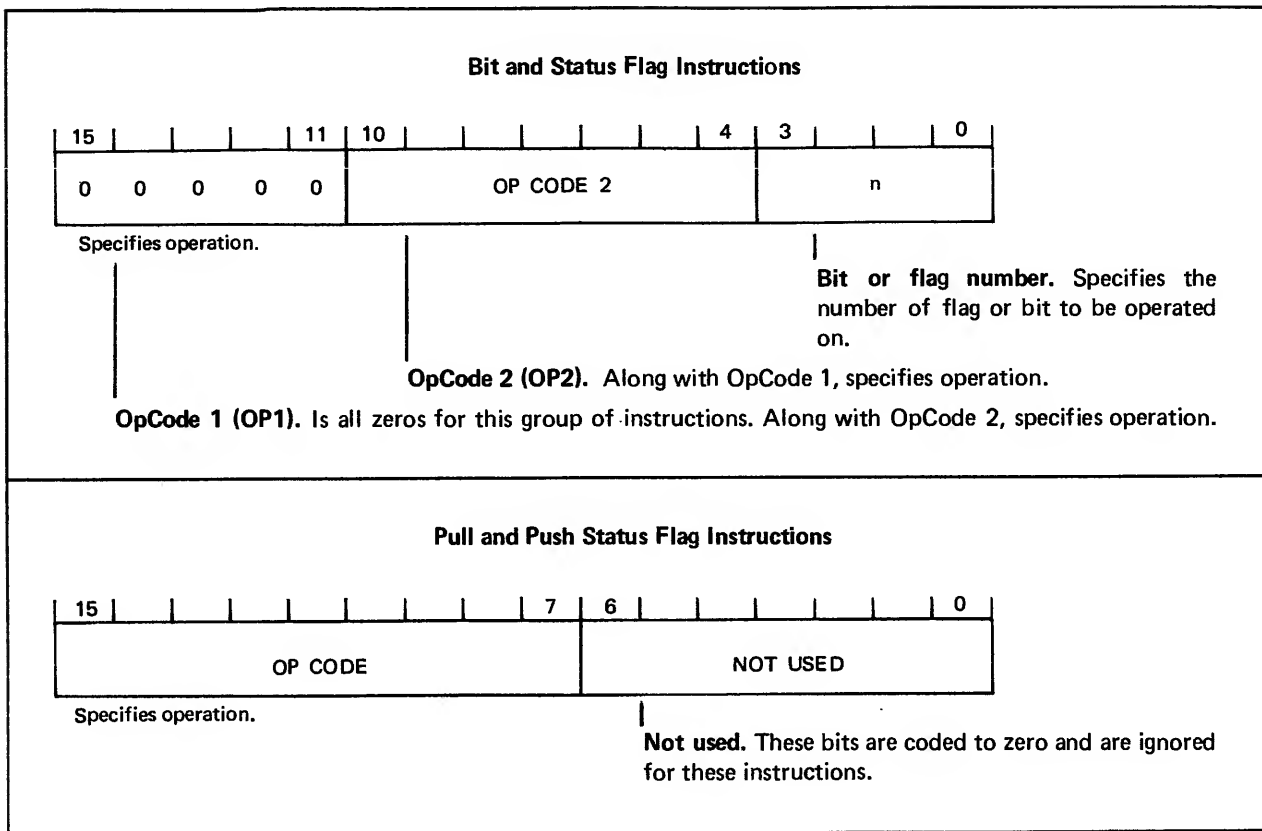 Bit and Status Flag Instructions
15 11 10 4 3 0
0 0 0 0 0 OP CODE 2 n
Specifies operation.
Bit or flag number. Specifies the
number of flag or bit to be operated
on.
OpCode 2 (OP2). Along with OpCode 1, specifies operation.
OpCode 1 (OP1). Is all zeros for this group of instructions. Along with OpCode 2, specifies operation.
Pull and Push Status Flag Instructions
15 7 6 0
OP CODE NOT USED
Specifies operation.
Not used. These bits are coded to zero and are ignored
for these instructions.